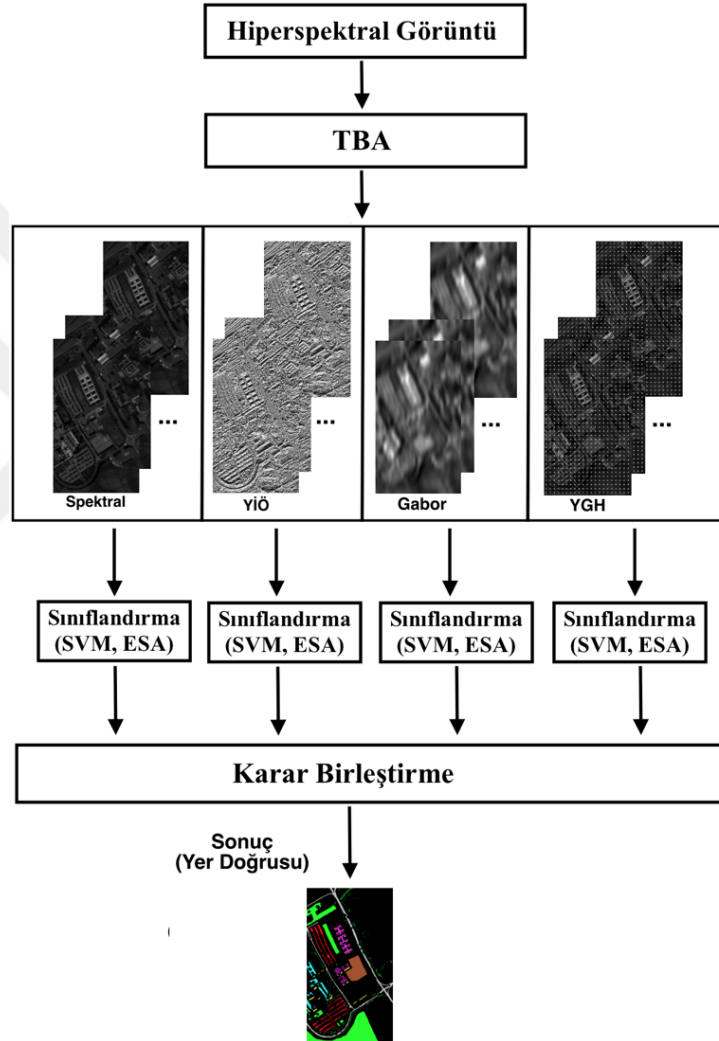 Hiperspektral Görüntü
TBA
...
...
...
...
Spektral
YİÖ
Gabor
YGH
Sınıflandırma
(SVM, ESA)
Sınıflandırma
(SVM, ESA)
Sınıflandırma
(SVM, ESA)
Sınıflandırma
(SVM, ESA)
Karar Birleştirme
Sonuç
(Yer Doğrusu)